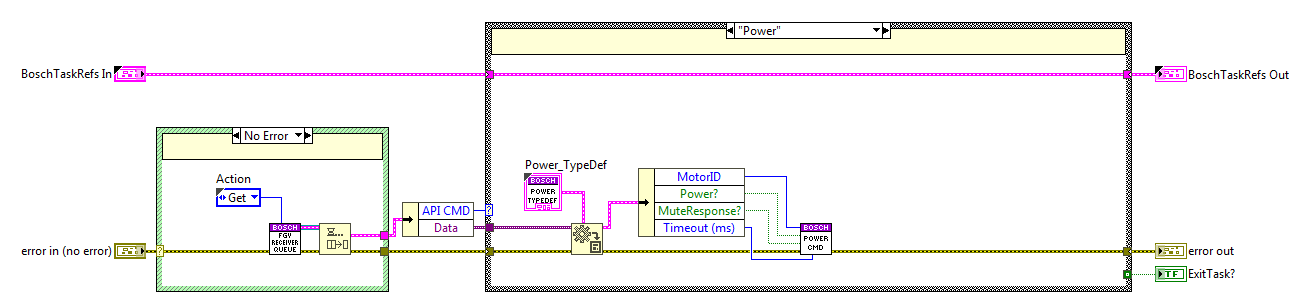 "Power"
BoschTaskRefs In
BoschTaskRefs Out
No Error
Action
Get
BOSCH
FGV
RECEIVER
QUEUE
API CMD
Data
?
?
Power_TypeDef
BOSCH
POWER
TYPEDEF
MotorID
Power?
MuteResponse?
Timeout (ms)
BOSCH
POWER
CMD
error in (no error)
error out
TF
ExitTask?